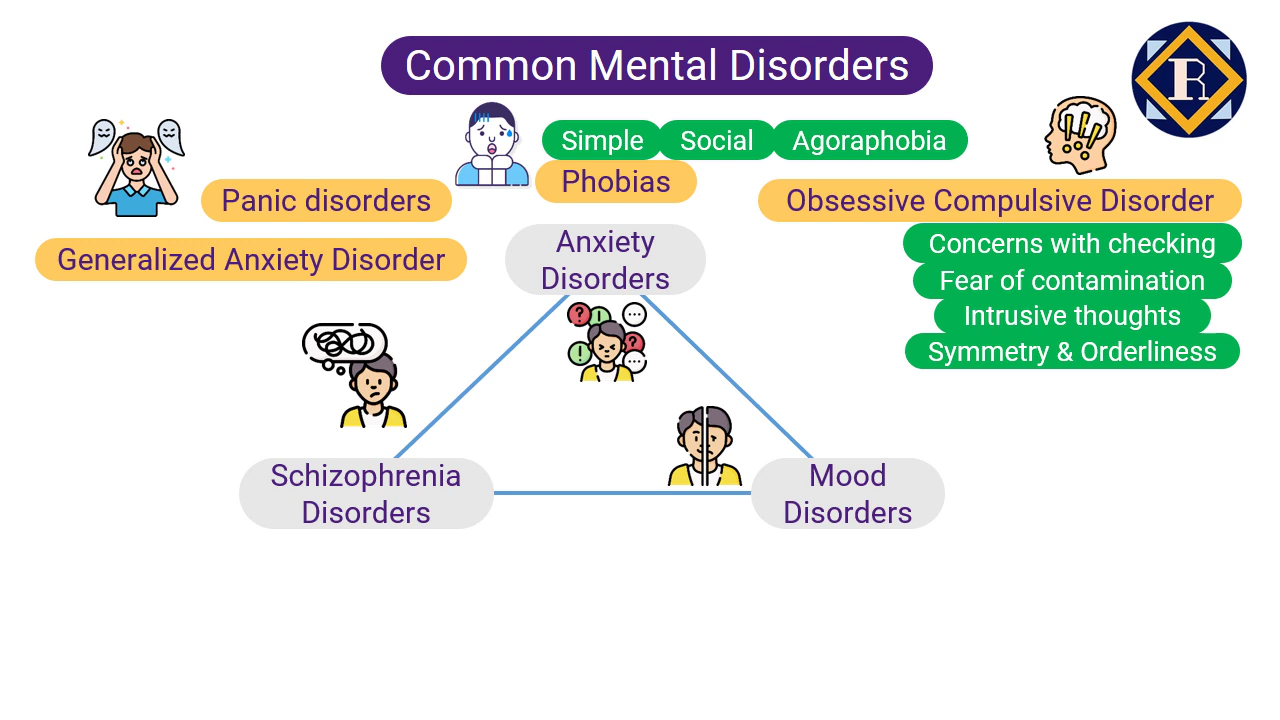 Common Mental Disorders
R
Simple Social Agoraphobia
Phobias
Panic disorders
Obsessive Compulsive Disorder
Generalized Anxiety Disorder
Anxiety
Disorders
Concerns with checking
Fear of contamination
Intrusive thoughts
Symmetry & Orderliness
? ! ...
! ? ...
Schizophrenia
Disorders
Mood
Disorders